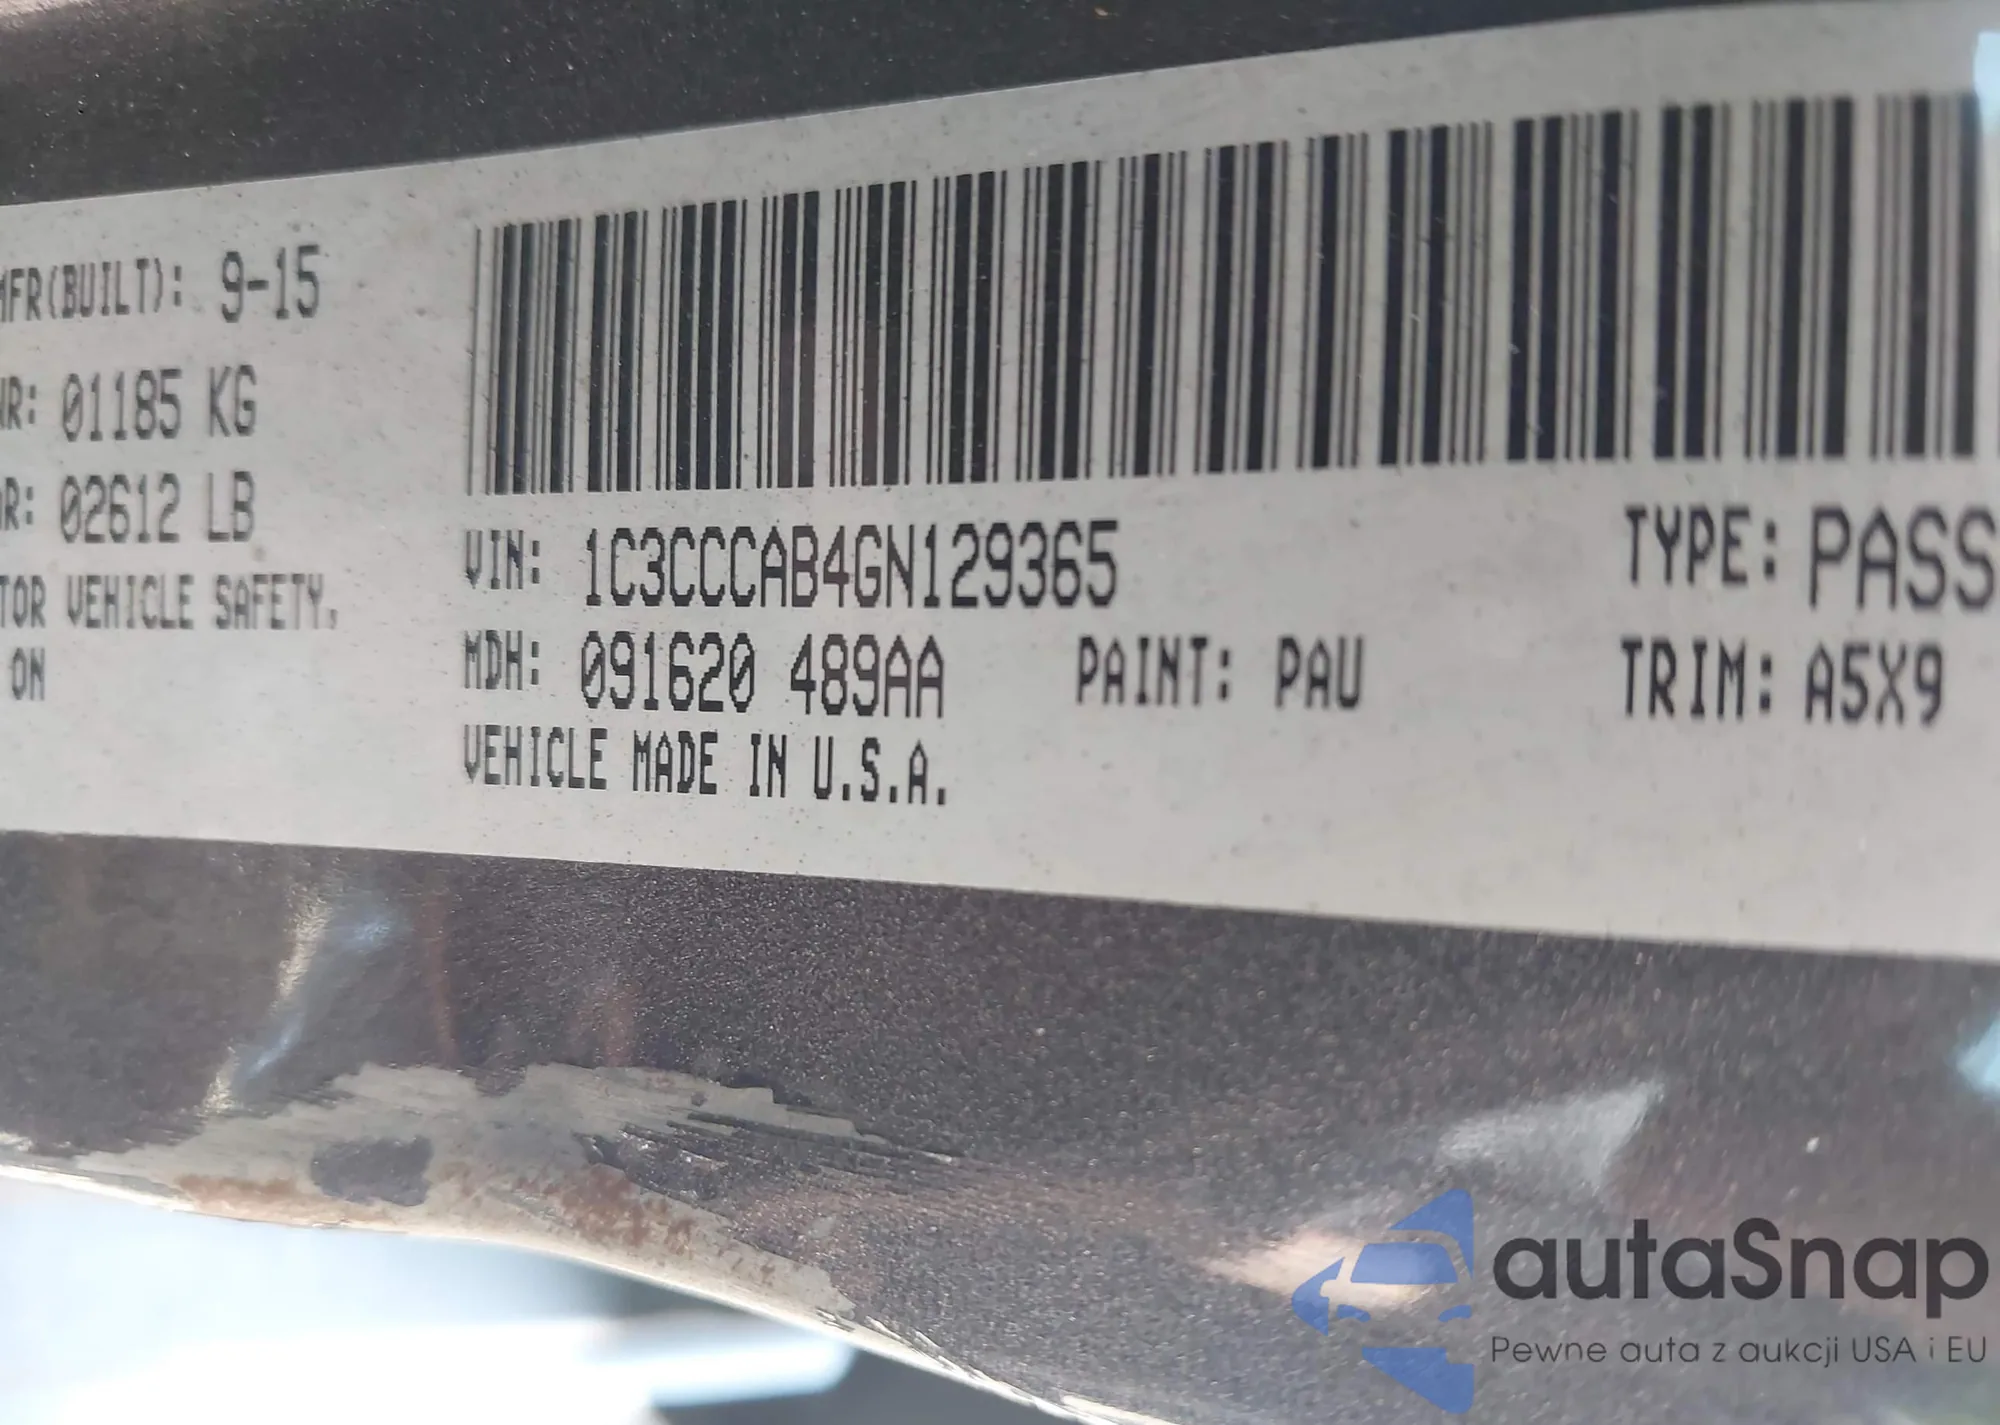 MFR(BUILT): 9-15
01185 KG
02612 LB
VEHICLE SAFETY,
ON
VIN: 1C3CCCAB4GN129365
TYPE: PASS
MDH: 091620 489AA
PAINT: PAU
TRIM: A5X9
VEHICLE MADE IN U.S.A.
autaSnap
Pewne auta z aukcji USA i EU